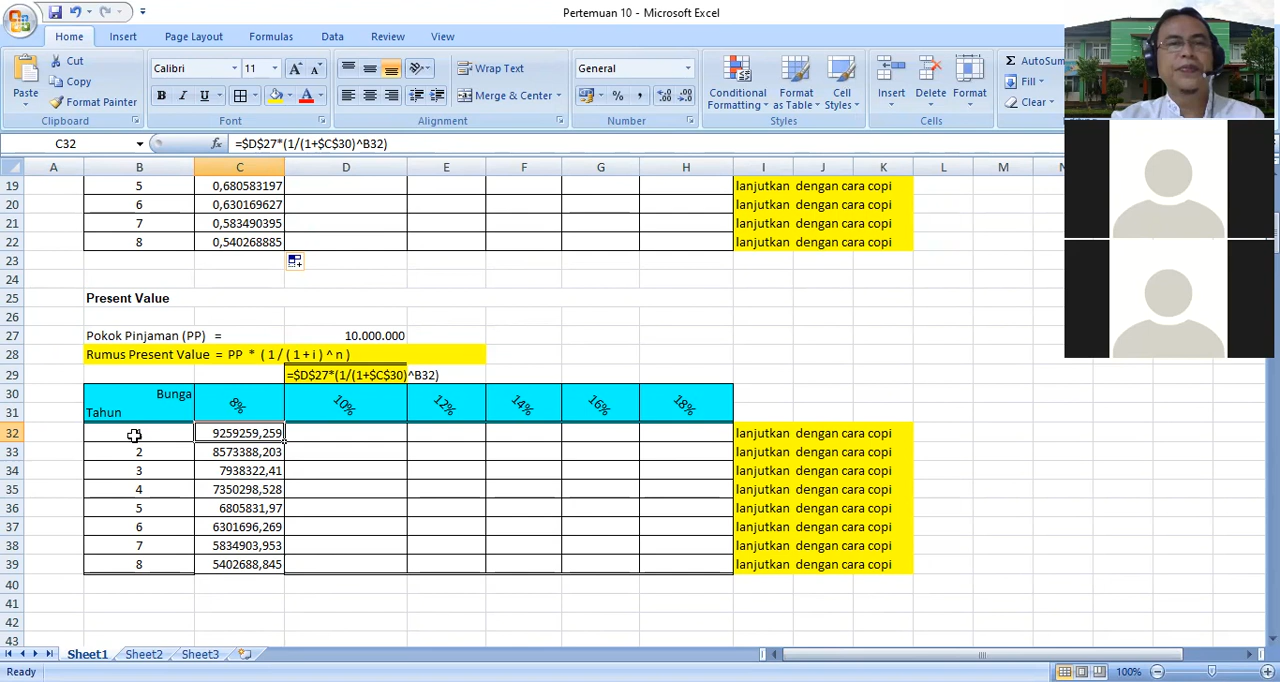 Pertemuan 10 - Microsoft Excel
Home Insert Page Layout Formulas Data Review View
Paste Cut Copy Format Painter
Calibri 11 A A
B I U A
Wrap Text
Merge & Center
General
% ,
Conditional Formatting
Format as Table
Cell Styles
Insert Delete Format
Σ AutoSum
Fill
Clear
Clipboard Font Alignment Number Styles Cells
C32 fx =$D$27*(1/(1+$C$30)^B32)
A B C D E F G H I J K L M N
19 5 0,680583197 lanjutkan dengan cara copi
20 6 0,630169627 lanjutkan dengan cara copi
21 7 0,583490395 lanjutkan dengan cara copi
22 8 0,540268885 lanjutkan dengan cara copi
23
24
25 Present Value
26
27 Pokok Pinjaman (PP) = 10.000.000
28 Rumus Present Value = PP * ( 1 / ( 1 + i ) ^ n )
29 =$D$27*(1/(1+$C$30)^B32)
30 Bunga 8% 10% 12% 14% 16% 18%
31 Tahun
32 9259259,259 lanjutkan dengan cara copi
33 2 8573388,203 lanjutkan dengan cara copi
34 3 7938322,41 lanjutkan dengan cara copi
35 4 7350298,528 lanjutkan dengan cara copi
36 5 6805831,97 lanjutkan dengan cara copi
37 6 6301696,269 lanjutkan dengan cara copi
38 7 5834903,953 lanjutkan dengan cara copi
39 8 5402688,845 lanjutkan dengan cara copi
40
41
42
43
Sheet1 Sheet2 Sheet3
Ready 100%